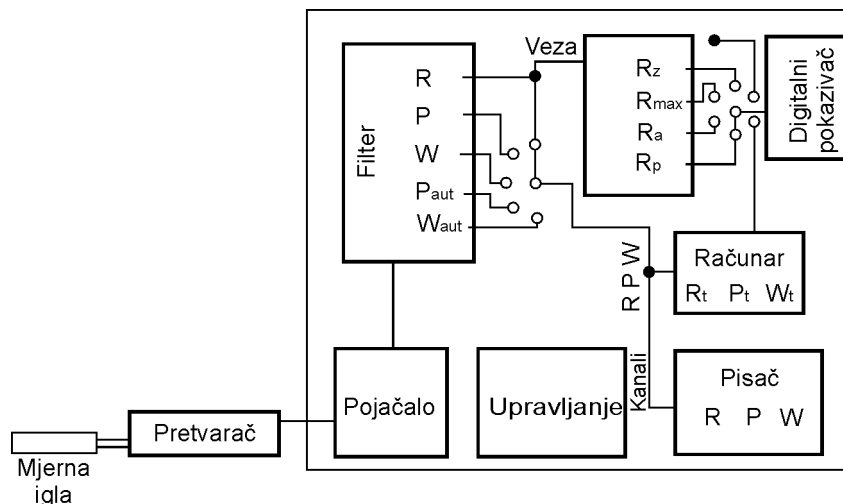 Filter
R
P
W
Paut
Waut
Veza
Rz
Rmax
Ra
Rp
Digitalni
pokazivač
Računar
Rt Pt Wt
R P W
Kanali
Pisač
R P W
Upravljanje
Pojačalo
Pretvarač
Mjerna
igla